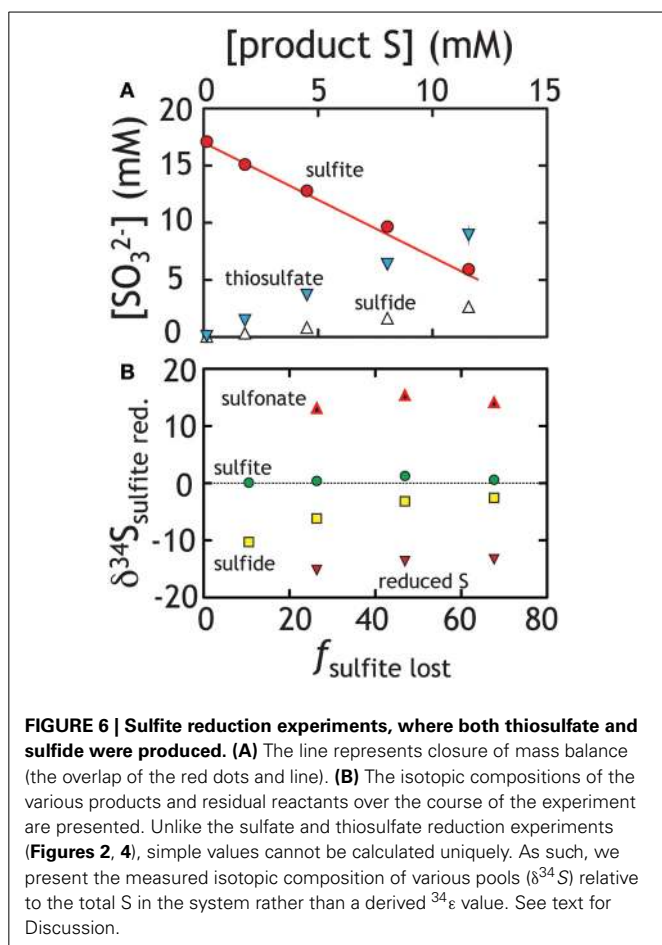 [product S] (mM)
A
0 5 10 15
20
15
10
5
0
[SO₃²⁻] (mM)
sulfite
thiosulfate
sulfide
B
20
10
0
-10
-20
δ³⁴S sulfite red.
sulfonate
sulfite
sulfide
reduced S
0 20 40 60 80
f sulfite lost
FIGURE 6 | Sulfite reduction experiments, where both thiosulfate and
sulfide were produced. (A) The line represents closure of mass balance
(the overlap of the red dots and line). (B) The isotopic compositions of the
various products and residual reactants over the course of the experiment
are presented. Unlike the sulfate and thiosulfate reduction experiments
(Figures 2, 4), simple values cannot be calculated uniquely. As such, we
present the measured isotopic composition of various pools (δ³⁴S) relative
to the total S in the system rather than a derived ³⁴ε value. See text for
Discussion.